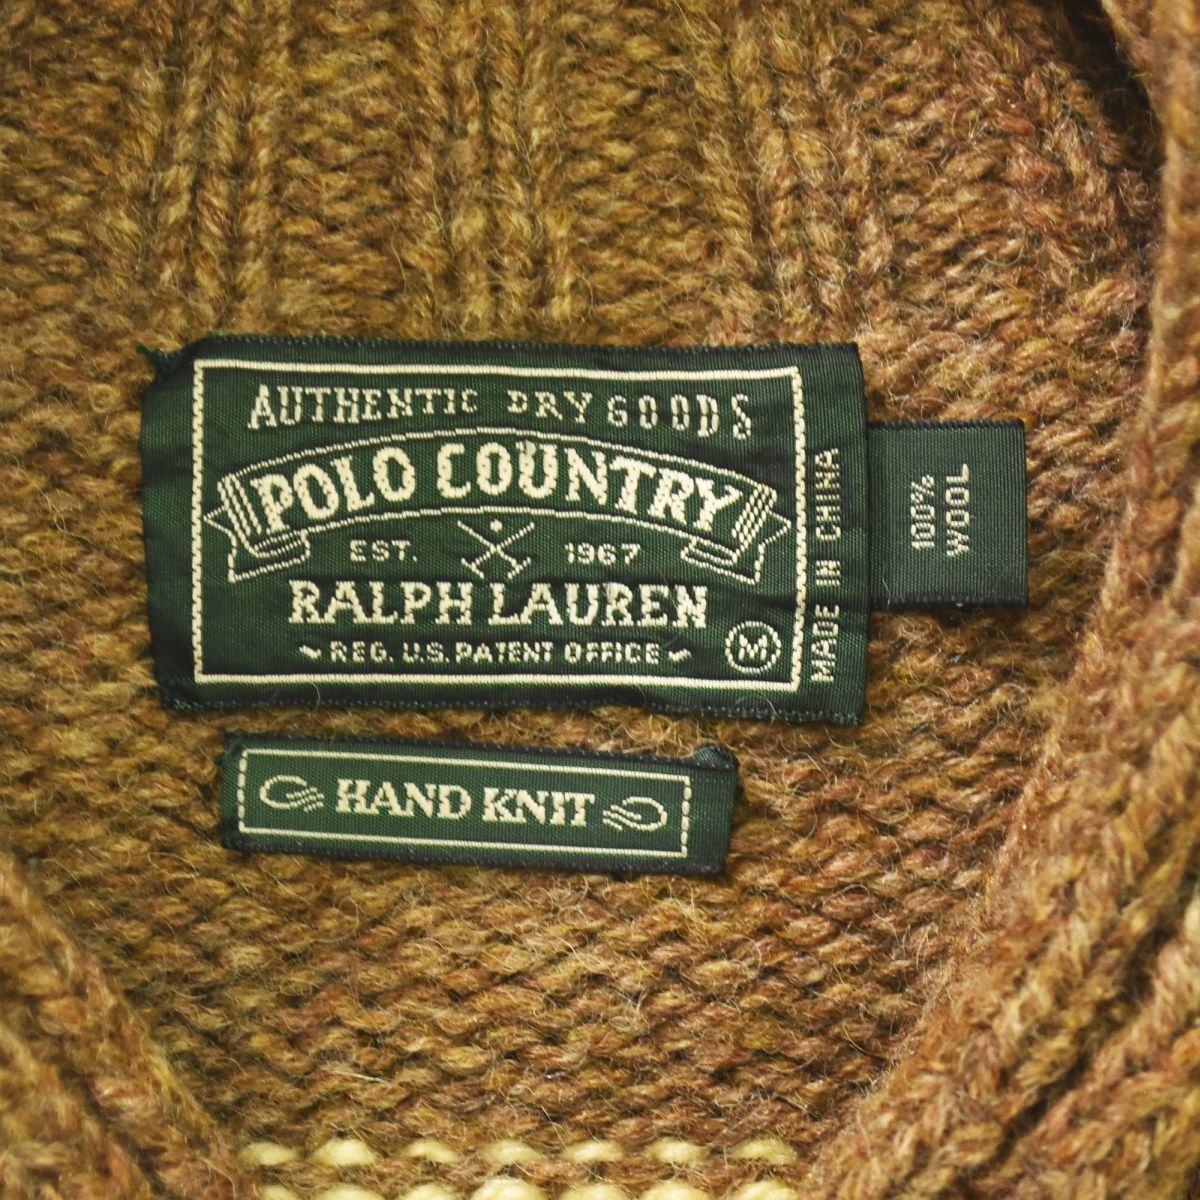 AUTHENTIC DRY GOODS
POLO COUNTRY
EST. 1967
RALPH LAUREN
REG. U.S. PATENT OFFICE
M
MADE IN CHINA
100%
WOOL
HAND KNIT